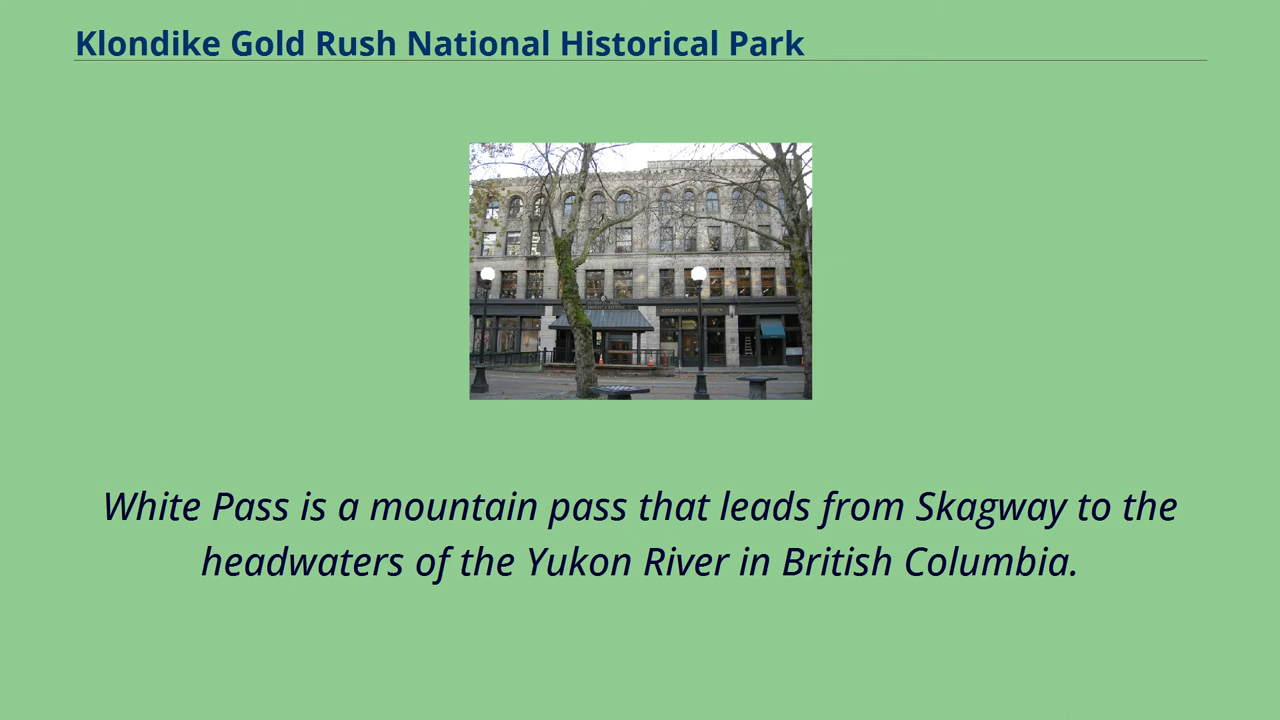 Klondike Gold Rush National Historical Park
White Pass is a mountain pass that leads from Skagway to the
headwaters of the Yukon River in British Columbia.